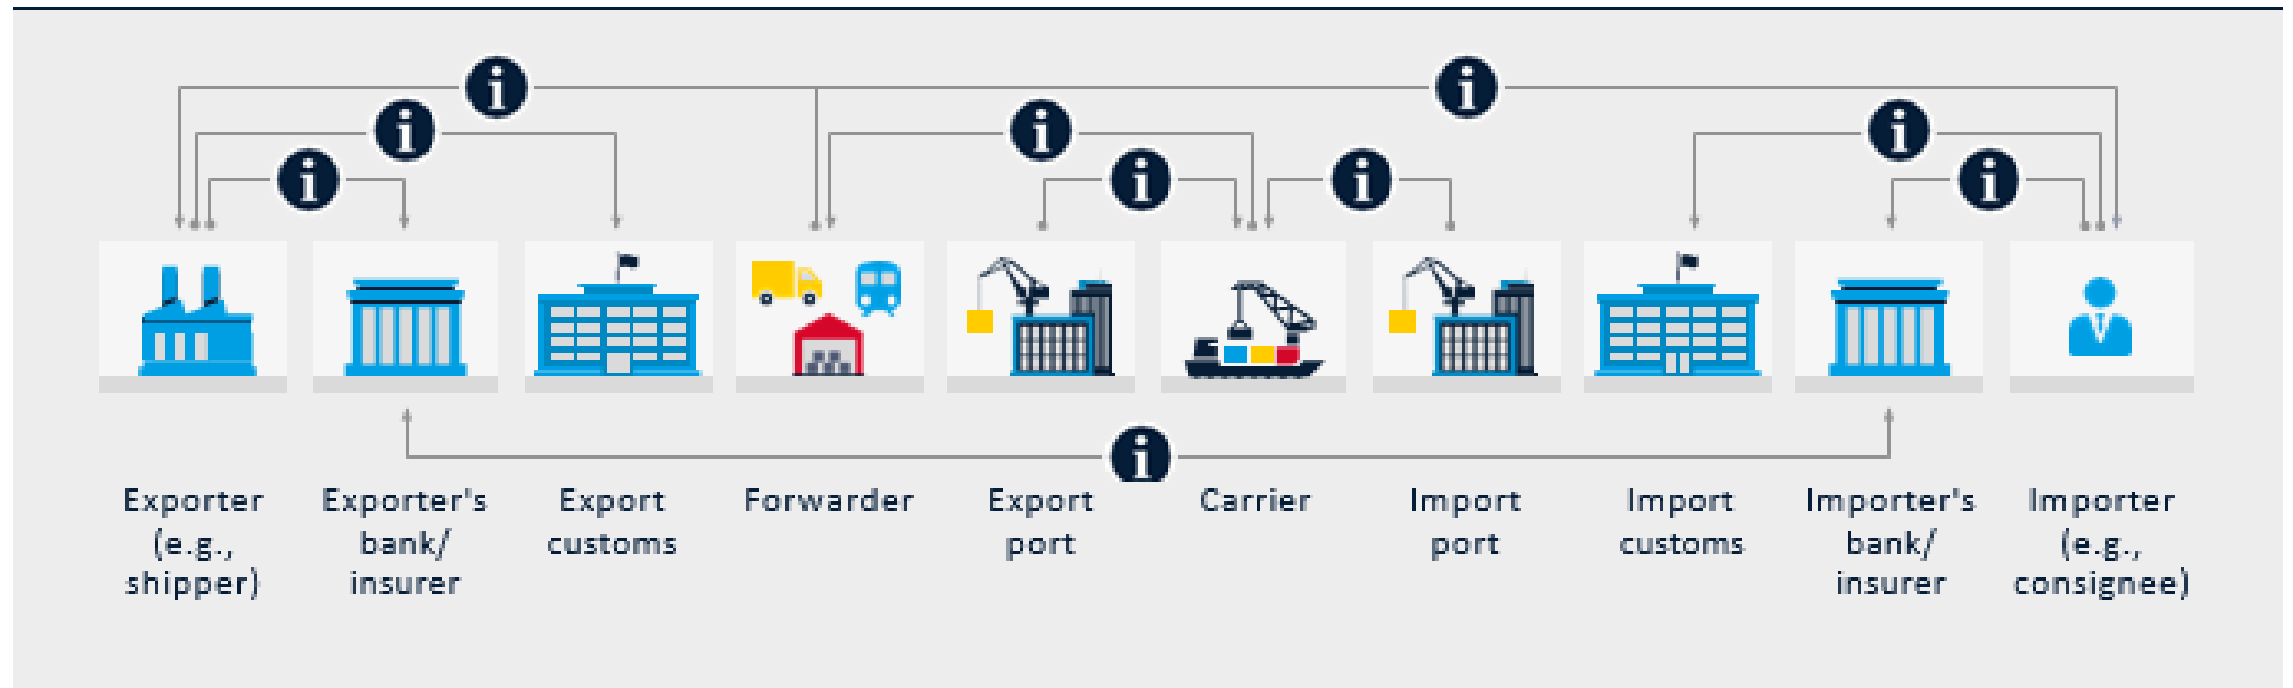 i
i
i
i
i
i
i
i
i
i
Exporter
(e.g.,
shipper)
Exporter's
bank/
insurer
Export
customs
Forwarder
Export
port
Carrier
Import
port
Import
customs
Importer's
bank/
insurer
Importer
(e.g.,
consignee)